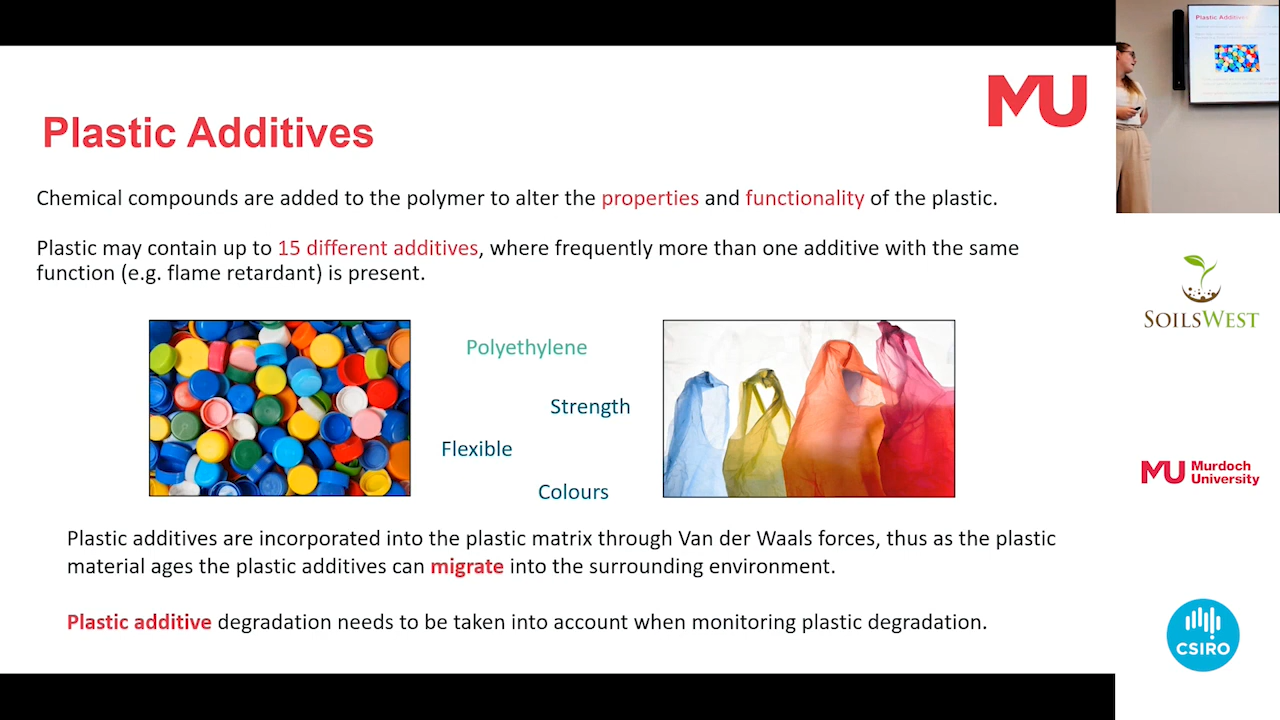 MU
Plastic Additives
Chemical compounds are added to the polymer to alter the properties and functionality of the plastic.
Plastic may contain up to 15 different additives, where frequently more than one additive with the same
function (e.g. flame retardant) is present.
Polyethylene
Strength
Flexible
Colours
Plastic additives are incorporated into the plastic matrix through Van der Waals forces, thus as the plastic
material ages the plastic additives can migrate into the surrounding environment.
Plastic additive degradation needs to be taken into account when monitoring plastic degradation.
Plastic Additives
SOILSWEST
MU Murdoch
University
CSIRO